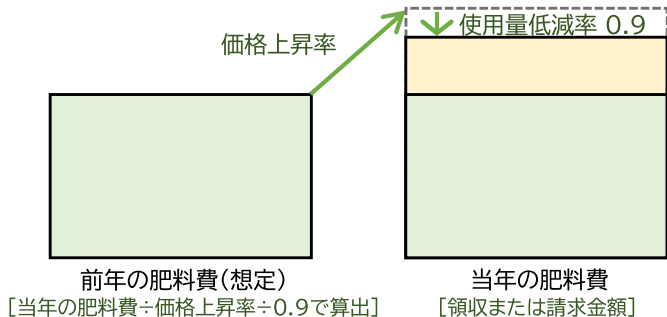 使用量低減率 0.9
価格上昇率
前年の肥料費(想定)
[当年の肥料費÷価格上昇率÷0.9で算出]
当年の肥料費
[領収または請求金額]